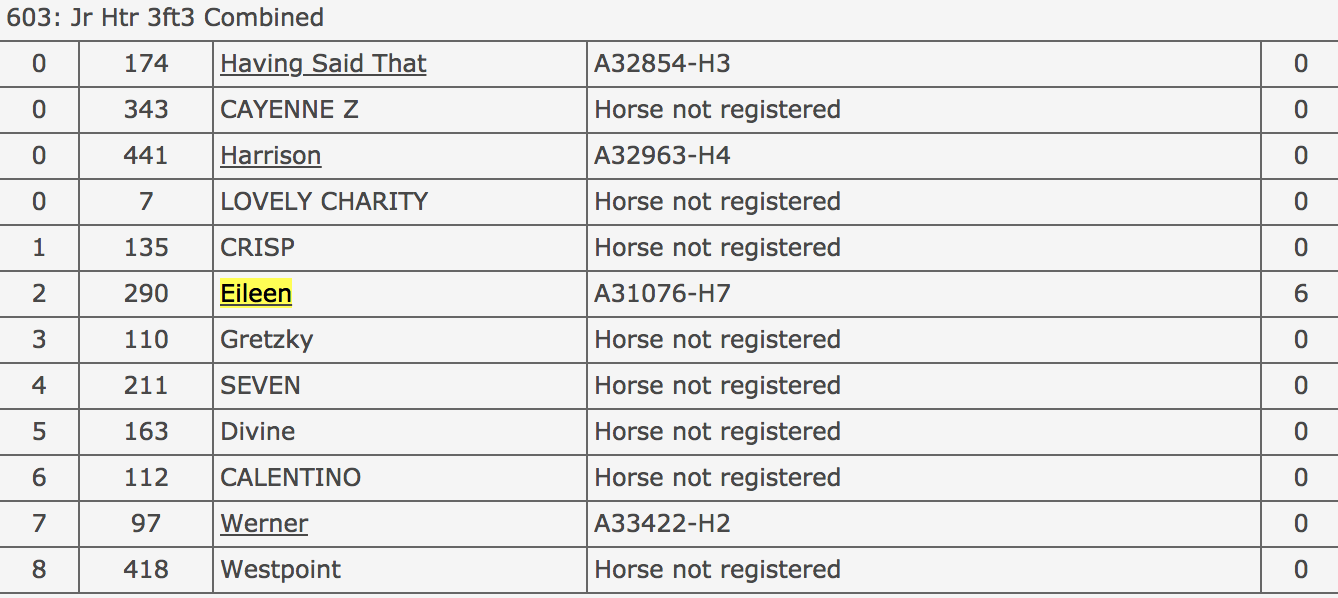 603: Jr Htr 3ft3 Combined
0 174 Having Said That A32854-H3 0
0 343 CAYENNE Z Horse not registered 0
0 441 Harrison A32963-H4 0
0 7 LOVELY CHARITY Horse not registered 0
1 135 CRISP Horse not registered 0
2 290 Eileen A31076-H7 6
3 110 Gretzky Horse not registered 0
4 211 SEVEN Horse not registered 0
5 163 Divine Horse not registered 0
6 112 CALENTINO Horse not registered 0
7 97 Werner A33422-H2 0
8 418 Westpoint Horse not registered 0